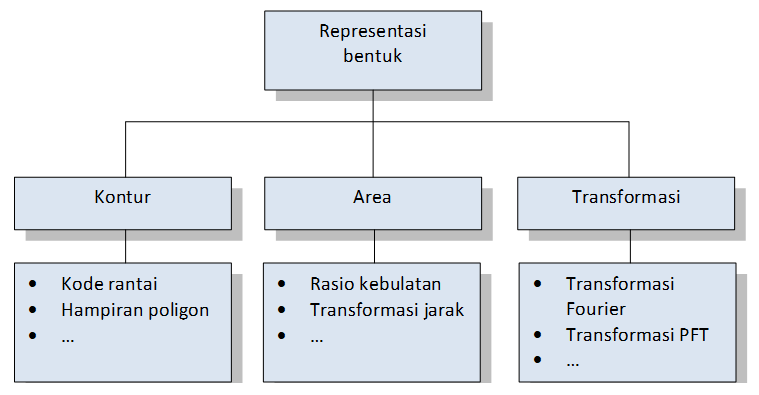 Representasi
bentuk
Kontur
Area
Transformasi
• Kode rantai
• Hampiran poligon
• ...
• Rasio kebulatan
• Transformasi jarak
• ...
• Transformasi
Fourier
• Transformasi PFT
• ...